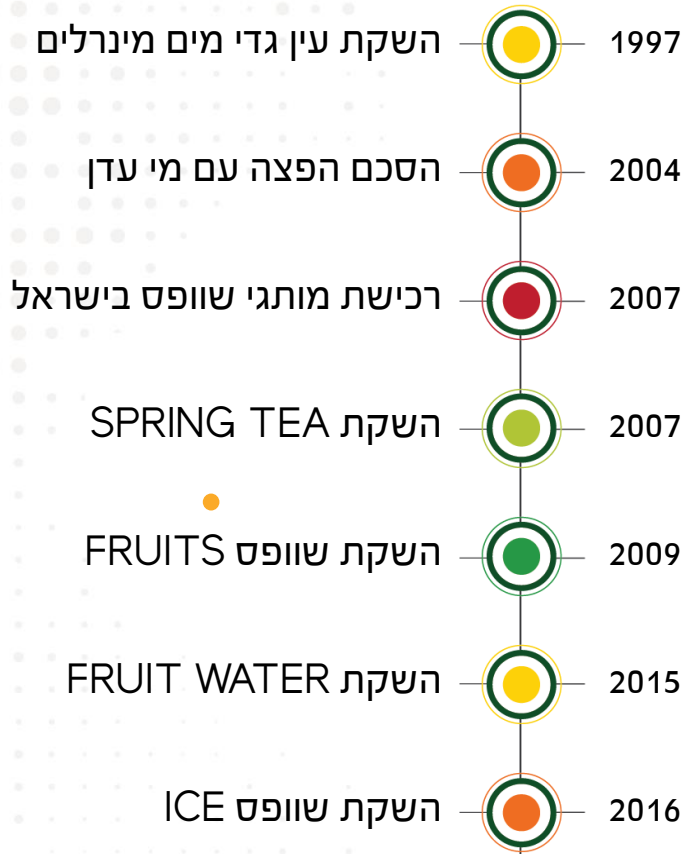 1997 השקת עין גדי מים מינרלים
2004 הסכם הפצה עם מי עדן
2007 רכישת מותגי שוופס בישראל
2007 השקת SPRING TEA
2009 השקת שוופס FRUITS
2015 השקת FRUIT WATER
2016 השקת שוופס ICE